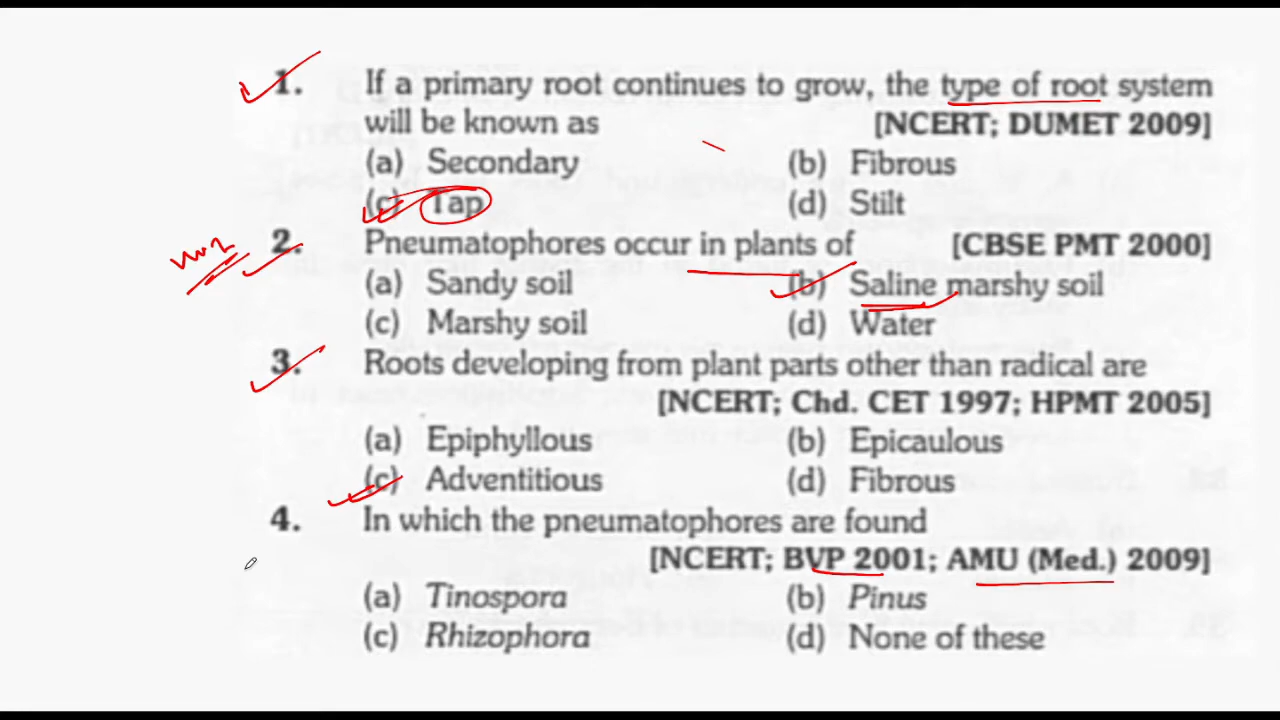 1. If a primary root continues to grow, the type of root system
will be known as [NCERT; DUMET 2009]
(a) Secondary (b) Fibrous
(c) Tap (d) Stilt
2. Pneumatophores occur in plants of [CBSE PMT 2000]
(a) Sandy soil (b) Saline marshy soil
(c) Marshy soil (d) Water
3. Roots developing from plant parts other than radical are
[NCERT; Chd. CET 1997; HPMT 2005]
(a) Epiphyllous (b) Epicaulous
(c) Adventitious (d) Fibrous
4. In which the pneumatophores are found
[NCERT; BVP 2001; AMU (Med.) 2009]
(a) Tinospora (b) Pinus
(c) Rhizophora (d) None of these